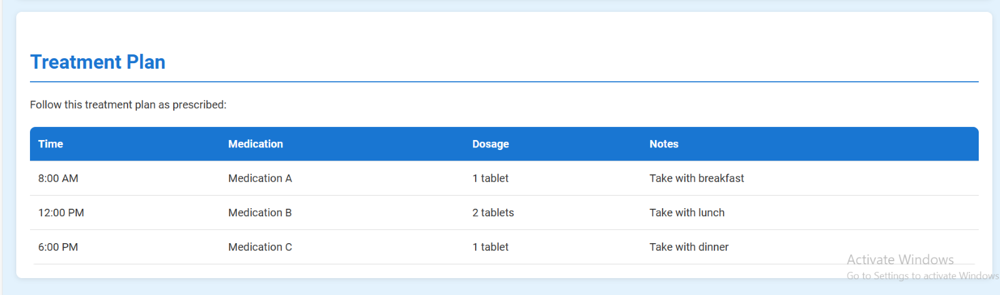 Treatment Plan
Follow this treatment plan as prescribed:
Time Medication Dosage Notes
8:00 AM Medication A 1 tablet Take with breakfast
12:00 PM Medication B 2 tablets Take with lunch
6:00 PM Medication C 1 tablet Take with dinner
Activate Windows
Go to Settings to activate Windows